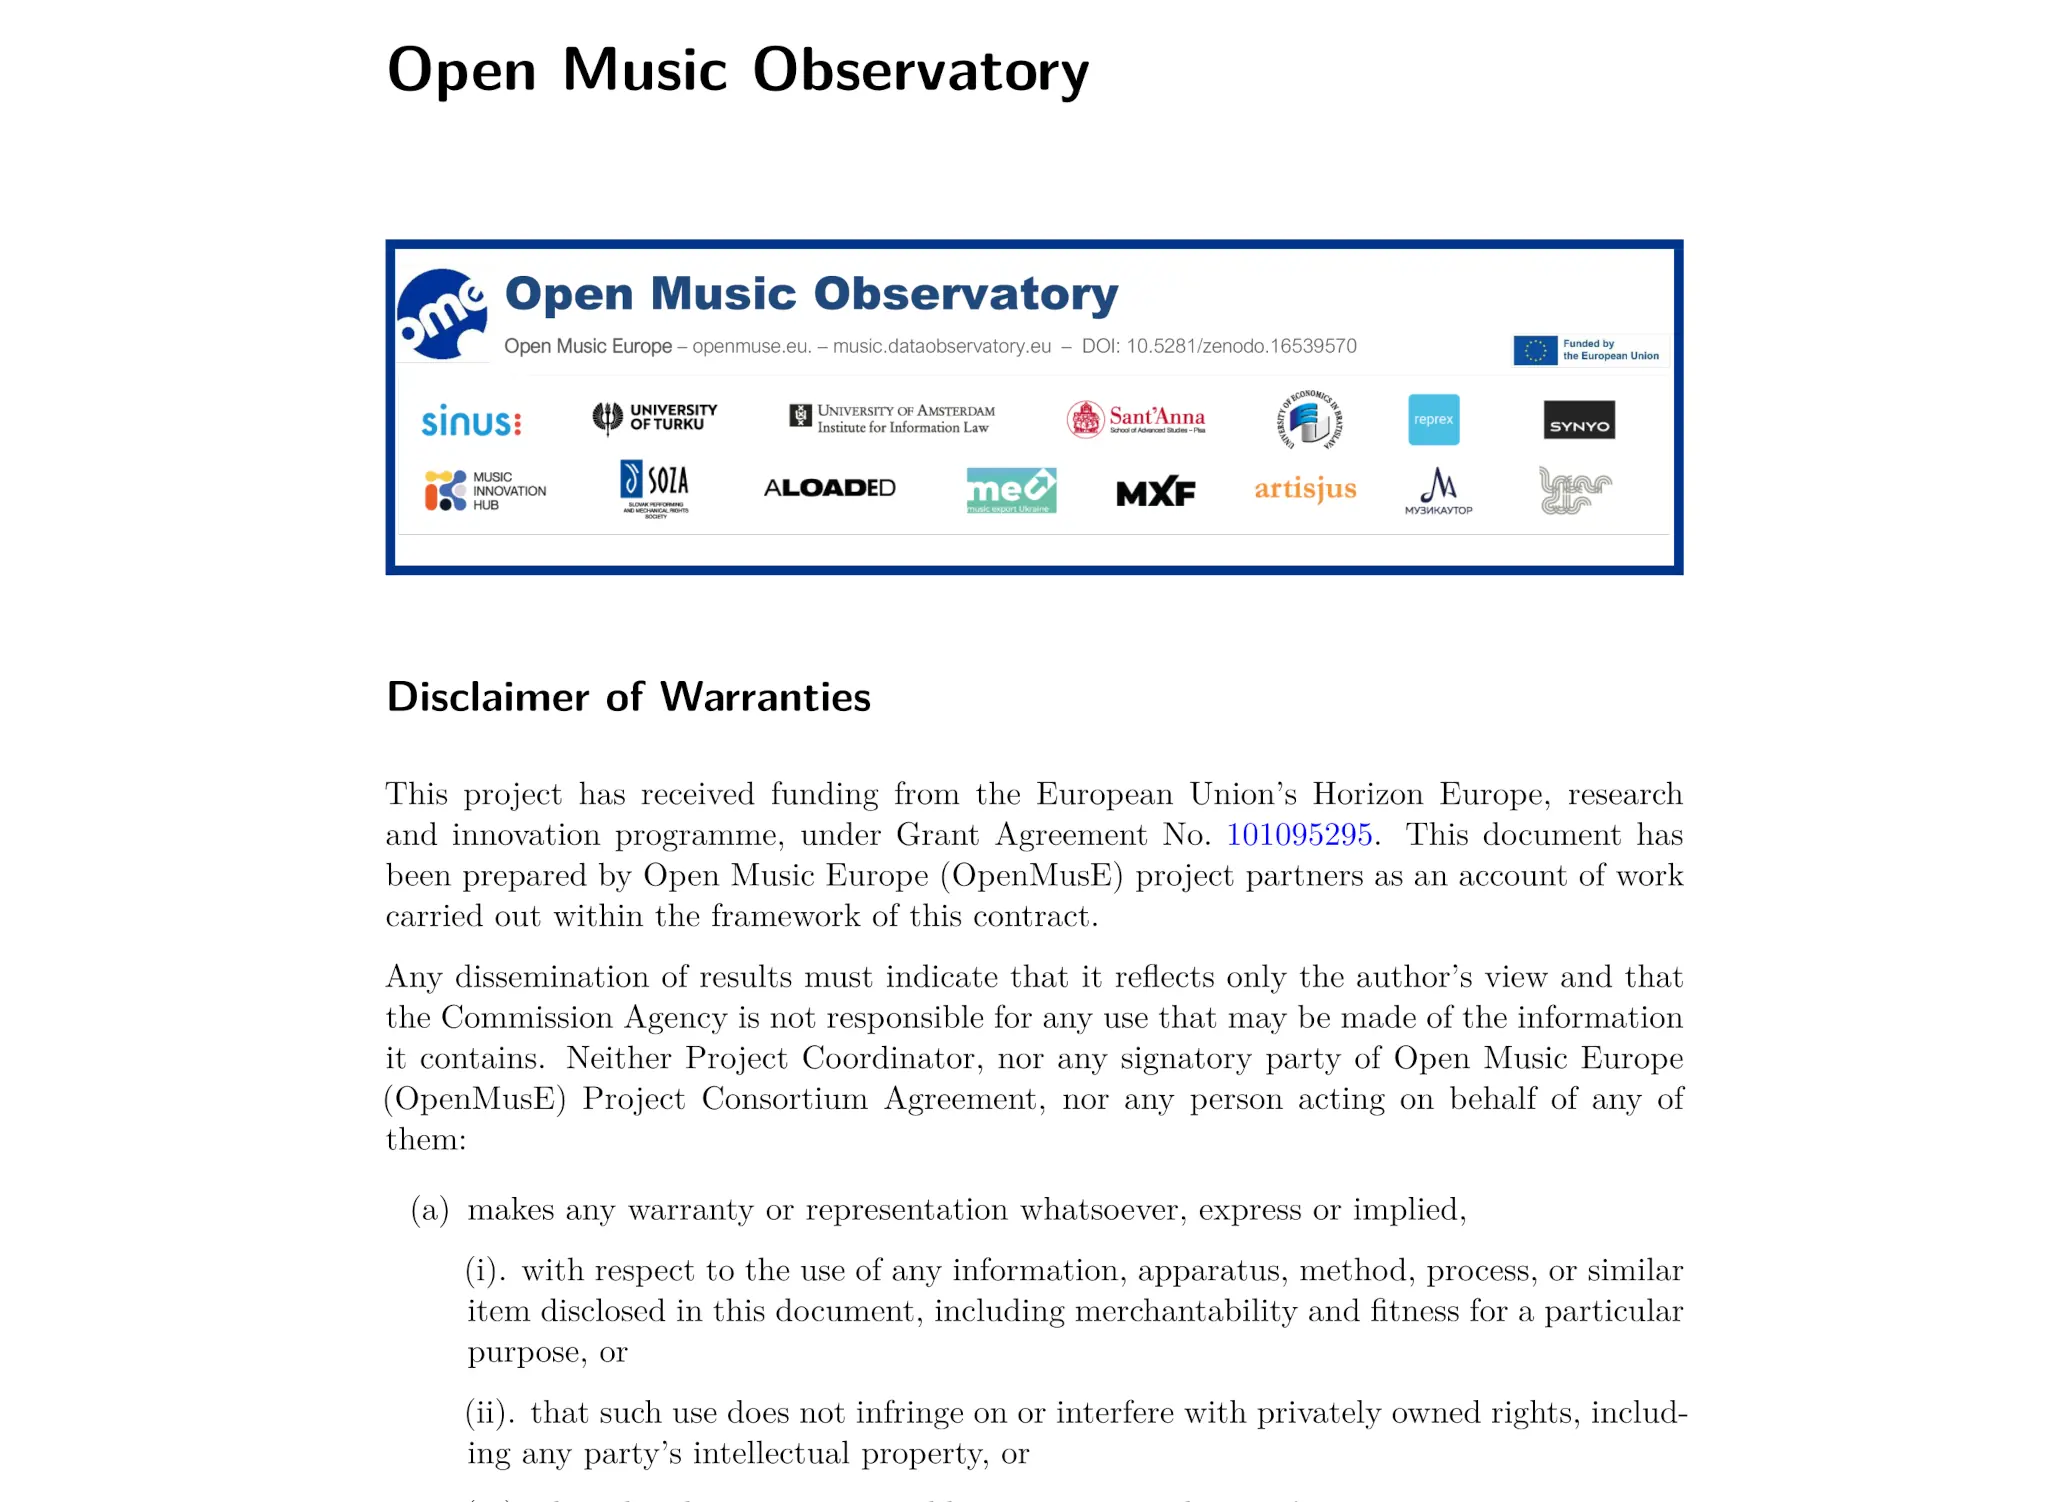 Open Music Observatory
ome
Open Music Observatory
Open Music Europe – openmuse.eu. – music.dataobservatory.eu – DOI: 10.5281/zenodo.16539570
Funded by
the European Union
sinus:
UNIVERSITY
OF TURKU
UNIVERSITY OF AMSTERDAM
Institute for Information Law
Sant'Anna
School of Advanced Studies – Pisa
UNIVERSITY OF ECONOMICS IN BRATISLAVA
reprex
SYNYO
MUSIC
INNOVATION
HUB
SOZA
SLOVAK PERFORMING
AND MECHANICAL RIGHTS
SOCIETY
ALOADED
me
music export Ukraine
MXF
artisjus
МУЗИКАУТОР
Disclaimer of Warranties
This project has received funding from the European Union's Horizon Europe, research
and innovation programme, under Grant Agreement No. 101095295. This document has
been prepared by Open Music Europe (OpenMusE) project partners as an account of work
carried out within the framework of this contract.
Any dissemination of results must indicate that it reflects only the author's view and that
the Commission Agency is not responsible for any use that may be made of the information
it contains. Neither Project Coordinator, nor any signatory party of Open Music Europe
(OpenMusE) Project Consortium Agreement, nor any person acting on behalf of any of
them:
(a) makes any warranty or representation whatsoever, express or implied,
(i). with respect to the use of any information, apparatus, method, process, or similar
item disclosed in this document, including merchantability and fitness for a particular
purpose, or
(ii). that such use does not infringe on or interfere with privately owned rights, includ-
ing any party's intellectual property, or